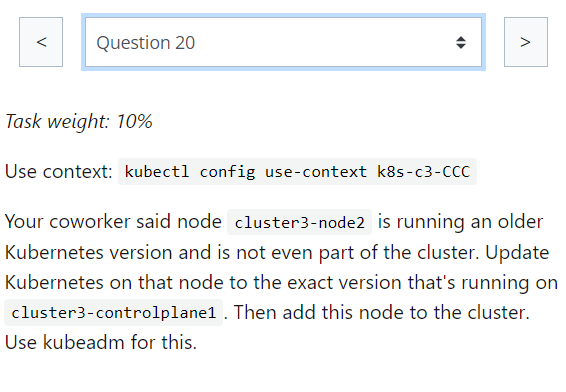 < Question 20 >
Task weight: 10%
Use context: kubectl config use-context k8s-c3-CCC
Your coworker said node cluster3-node2 is running an older
Kubernetes version and is not even part of the cluster. Update
Kubernetes on that node to the exact version that's running on
cluster3-controlplane1. Then add this node to the cluster.
Use kubeadm for this.